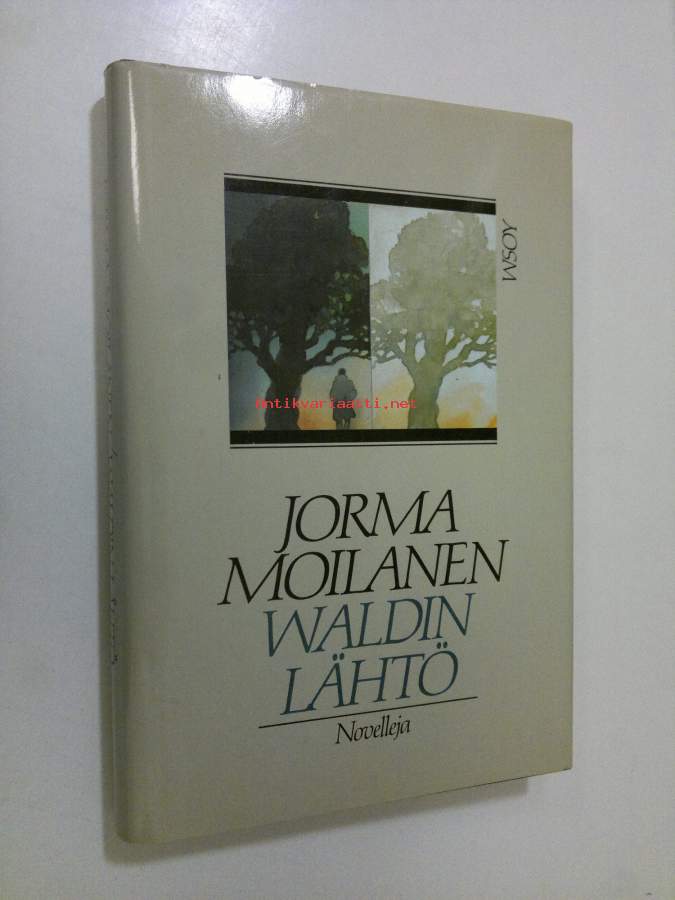 WSOY
antikvariaatti.net
JORMA
MOILANEN
WALDIN
LÄHTÖ
Novelleja